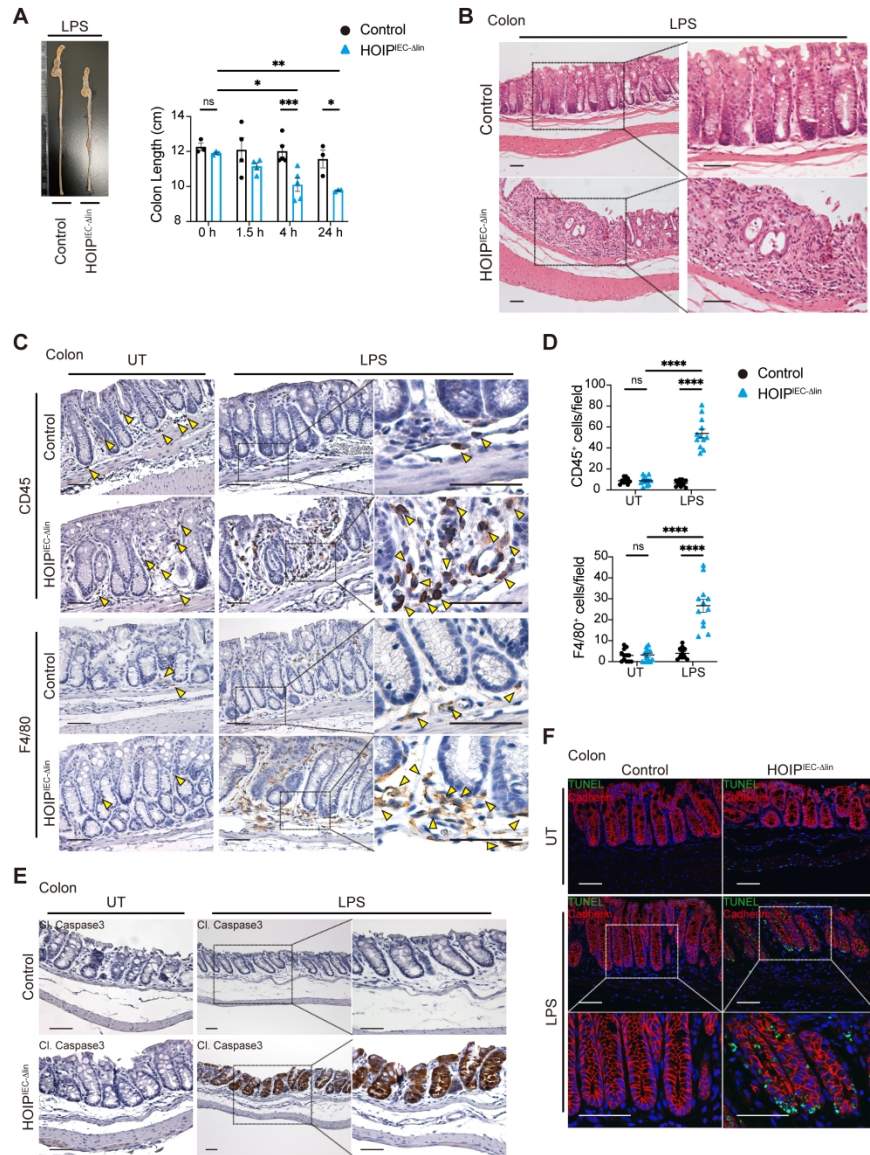 A
LPS
Control
HOIPIEC-Δlin
Control
HOIPIEC-Δlin
**
*
ns
***
*
Colon Length (cm)
16
14
12
10
8
0 h
1.5 h
4 h
24 h
B
Colon
LPS
Control
HOIPIEC-Δlin
C
Colon
UT
LPS
CD45
Control
HOIPIEC-Δlin
F4/80
Control
HOIPIEC-Δlin
D
Control
HOIPIEC-Δlin
****
ns
****
CD45+ cells/field
100
80
60
40
20
0
UT
LPS
****
ns
****
F4/80+ cells/field
50
40
30
20
10
0
UT
LPS
E
Colon
UT
LPS
Control
Cl. Caspase3
Cl. Caspase3
HOIPIEC-Δlin
Cl. Caspase3
Cl. Caspase3
F
Colon
Control
HOIPIEC-Δlin
UT
TUNEL
Cadherin
TUNEL
Cadherin
LPS
TUNEL
Cadherin
TUNEL
Cadherin